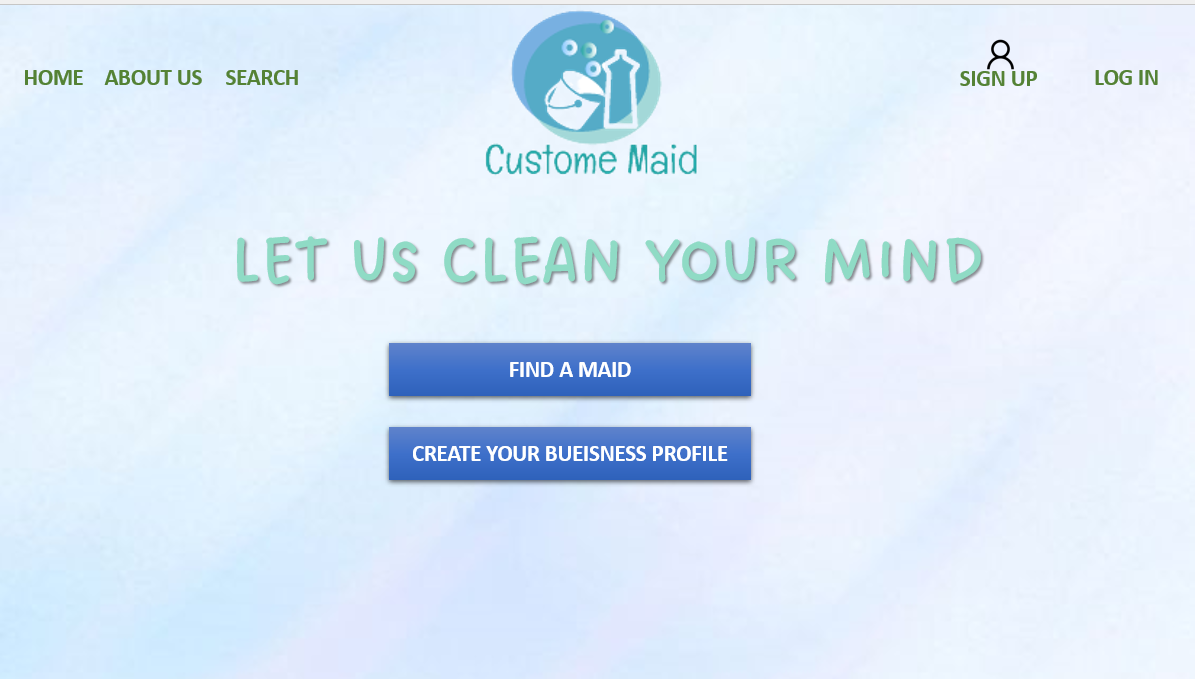 HOME ABOUT US SEARCH
SIGN UP
LOG IN
Custome Maid
LET US CLEAN YOUR MIND
FIND A MAID
CREATE YOUR BUEISNESS PROFILE